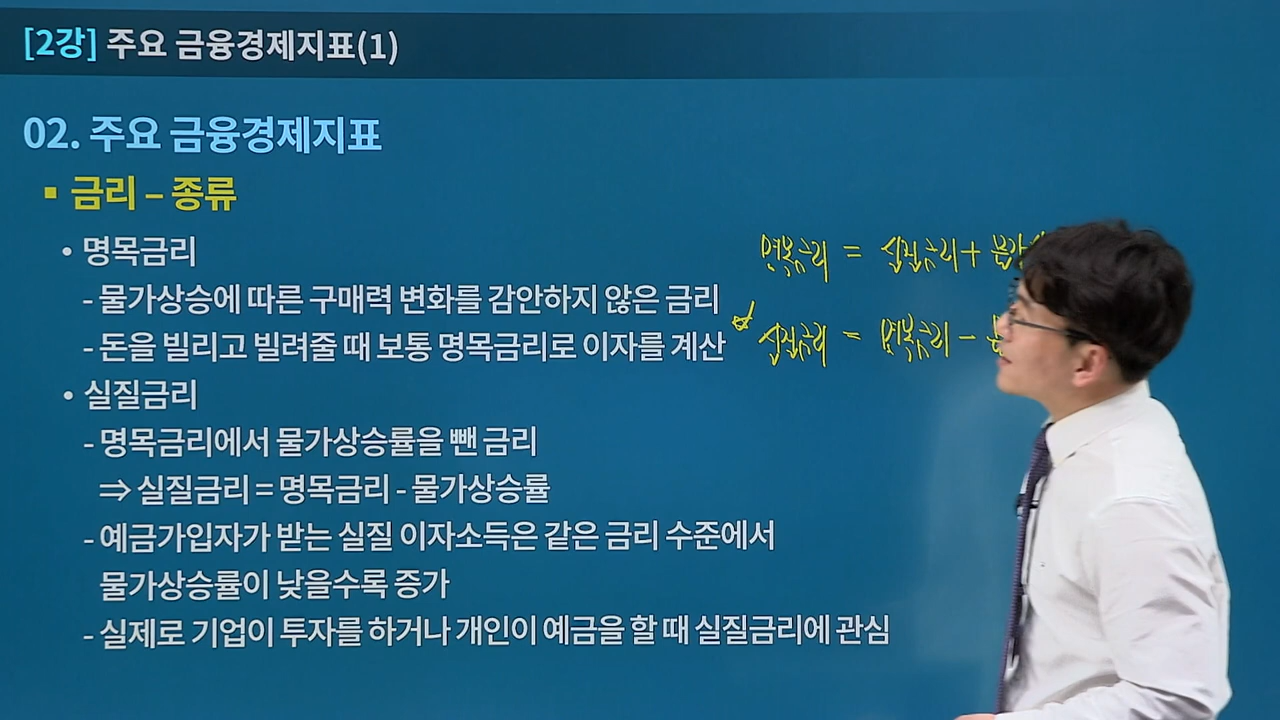 [2강] 주요 금융경제지표(1)
02. 주요 금융경제지표
▪ 금리 – 종류
• 명목금리
- 물가상승에 따른 구매력 변화를 감안하지 않은 금리
- 돈을 빌리고 빌려줄 때 보통 명목금리로 이자를 계산
• 실질금리
- 명목금리에서 물가상승률을 뺀 금리
⇒ 실질금리 = 명목금리 - 물가상승률
- 예금가입자가 받는 실질 이자소득은 같은 금리 수준에서
물가상승률이 낮을수록 증가
- 실제로 기업이 투자를 하거나 개인이 예금을 할 때 실질금리에 관심
명목금리 = 실질금리 +
실질금리 = 명목금리 -